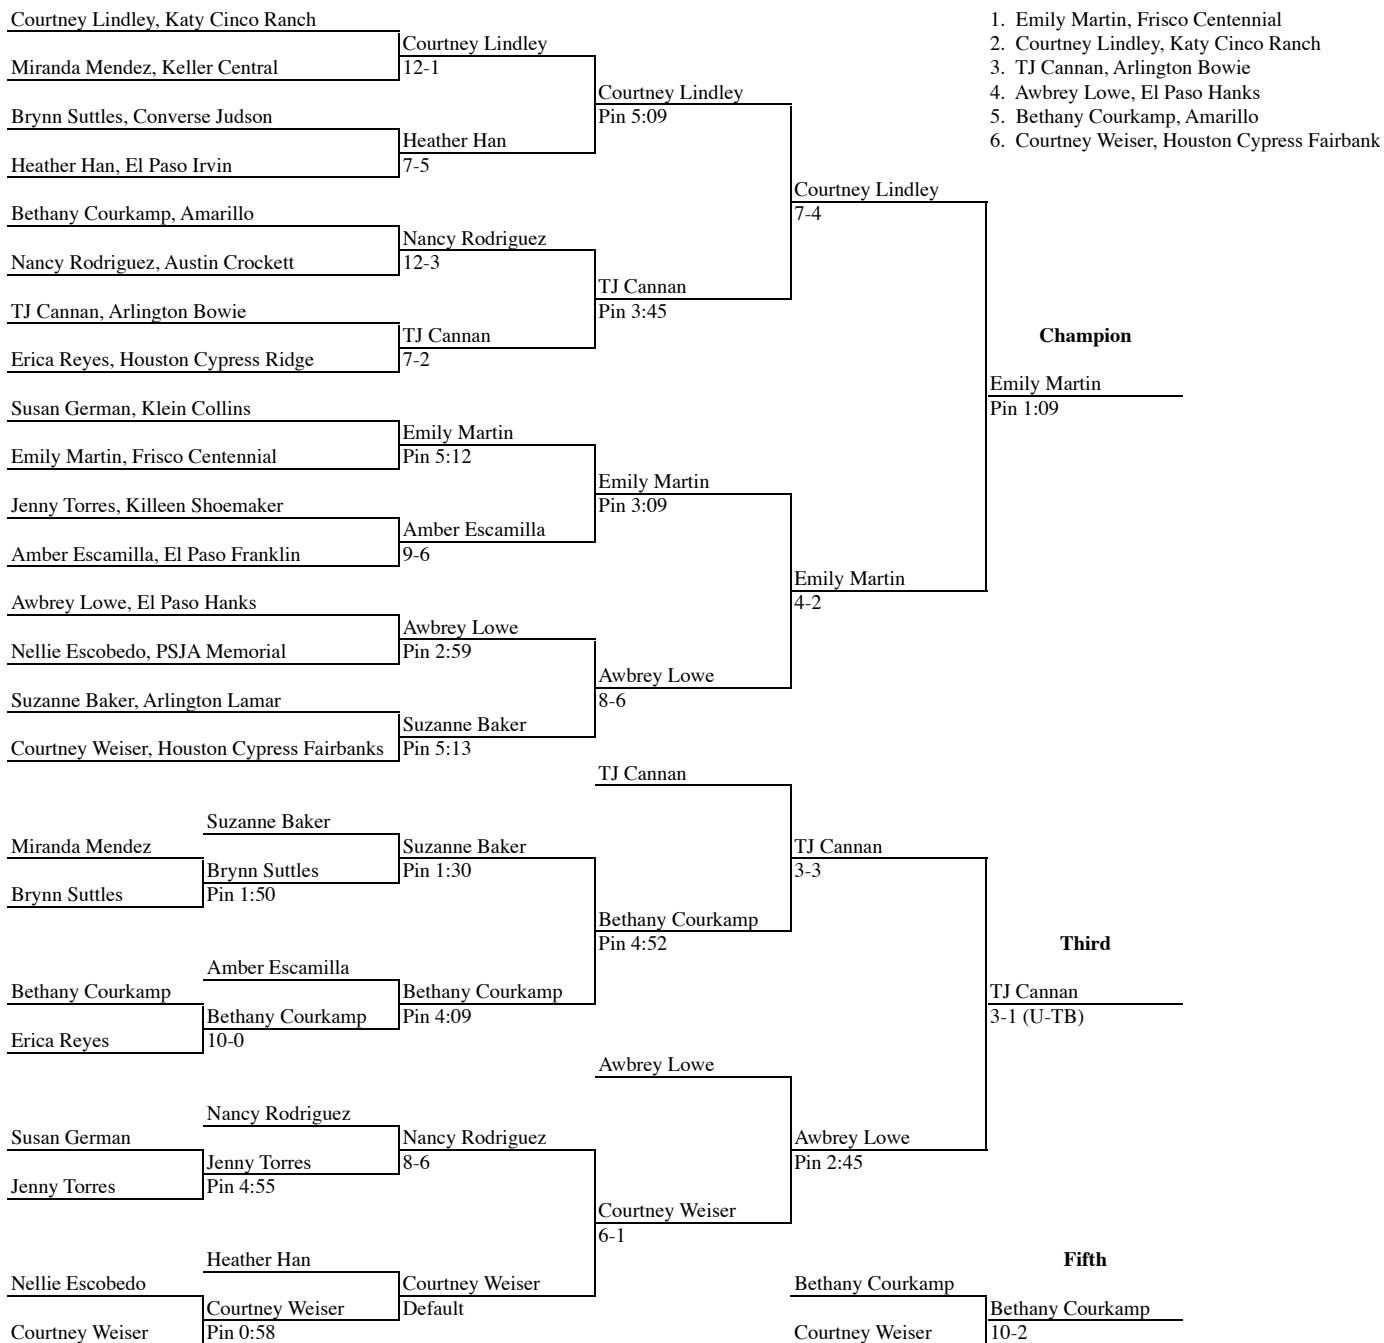 Courtney Lindley, Katy Cinco Ranch
Courtney Lindley
Miranda Mendez, Keller Central
12-1
Courtney Lindley
Brynn Suttles, Converse Judson
Pin 5:09
Heather Han
Heather Han, El Paso Irvin
7-5
Courtney Lindley
Bethany Courkamp, Amarillo
7-4
Nancy Rodriguez
Nancy Rodriguez, Austin Crockett
12-3
TJ Cannan
TJ Cannan, Arlington Bowie
Pin 3:45
TJ Cannan
Erica Reyes, Houston Cypress Ridge
7-2
Susan German, Klein Collins
Emily Martin
Emily Martin, Frisco Centennial
Pin 5:12
Emily Martin
Jenny Torres, Killeen Shoemaker
Pin 3:09
Amber Escamilla
Amber Escamilla, El Paso Franklin
9-6
Emily Martin
Awbrey Lowe, El Paso Hanks
4-2
Awbrey Lowe
Nellie Escobedo, PSJA Memorial
Pin 2:59
Awbrey Lowe
Suzanne Baker, Arlington Lamar
8-6
Suzanne Baker
Courtney Weiser, Houston Cypress Fairbanks
Pin 5:13
1. Emily Martin, Frisco Centennial
2. Courtney Lindley, Katy Cinco Ranch
3. TJ Cannan, Arlington Bowie
4. Awbrey Lowe, El Paso Hanks
5. Bethany Courkamp, Amarillo
6. Courtney Weiser, Houston Cypress Fairbank
Champion
Emily Martin
Pin 1:09
TJ Cannan
Suzanne Baker
Miranda Mendez
Suzanne Baker
TJ Cannan
Brynn Suttles
Pin 1:30
3-3
Brynn Suttles
Pin 1:50
Bethany Courkamp
Pin 4:52
Third
Amber Escamilla
Bethany Courkamp
Bethany Courkamp
TJ Cannan
Bethany Courkamp
Pin 4:09
3-1 (U-TB)
Erica Reyes
10-0
Awbrey Lowe
Nancy Rodriguez
Susan German
Nancy Rodriguez
Awbrey Lowe
Jenny Torres
8-6
Pin 2:45
Jenny Torres
Pin 4:55
Courtney Weiser
6-1
Heather Han
Fifth
Nellie Escobedo
Courtney Weiser
Bethany Courkamp
Courtney Weiser
Default
Bethany Courkamp
Courtney Weiser
Pin 0:58
Courtney Weiser
10-2